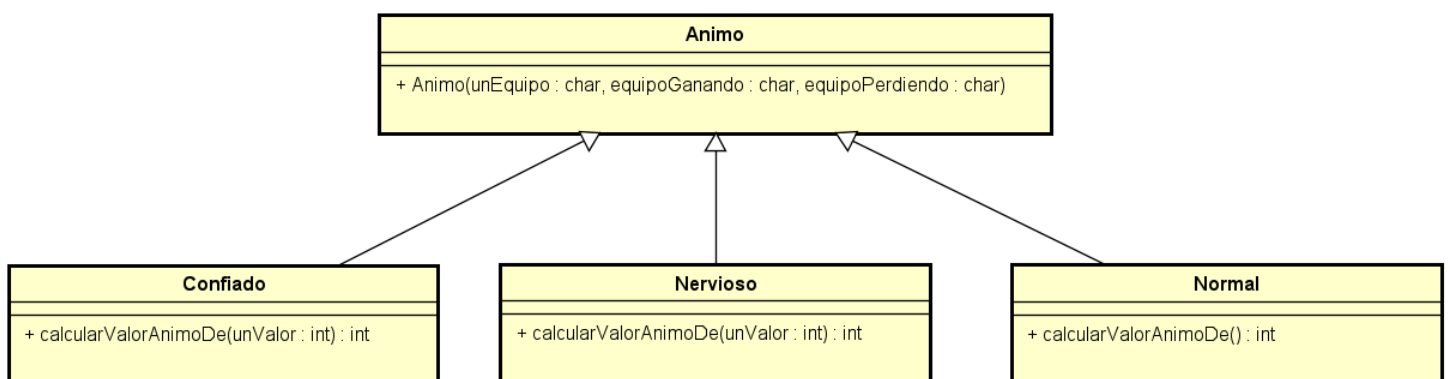 Animo
+ Animo(unEquipo : char, equipoGanando : char, equipoPerdiendo : char)
Confiado
+ calcularValorAnimoDe(unValor : int) : int
Nervioso
+ calcularValorAnimoDe(unValor : int) : int
Normal
+ calcularValorAnimoDe() : int